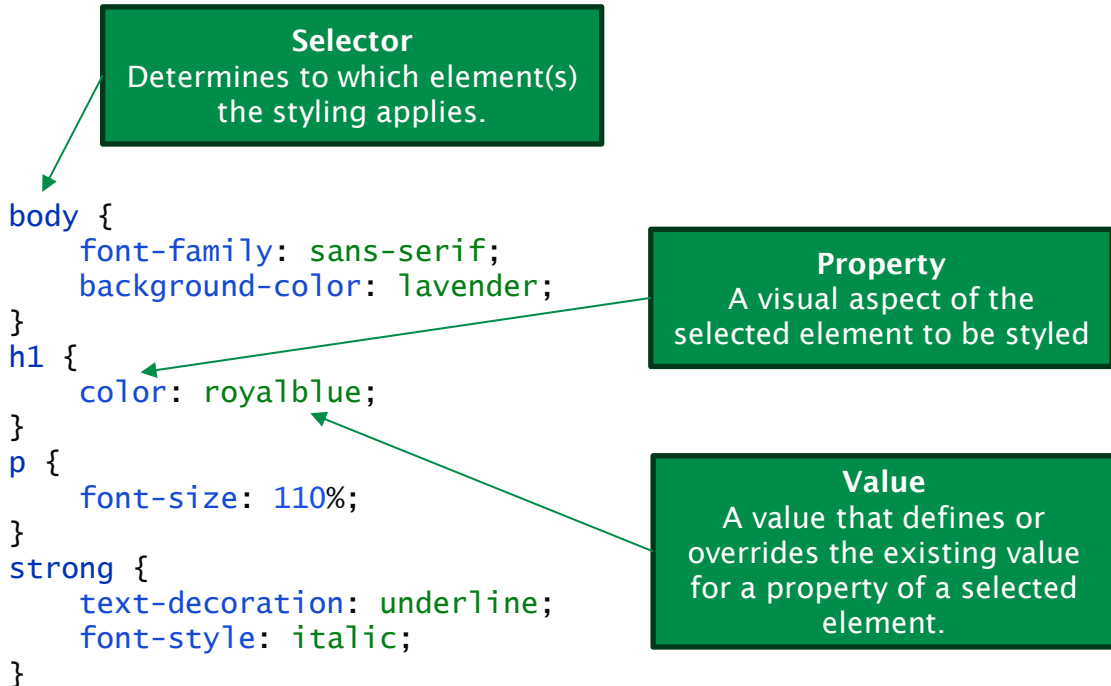 Selector
Determines to which element(s)
the styling applies.
body {
    font-family: sans-serif;
    background-color: lavender;
}
h1 {
    color: royalblue;
}
p {
    font-size: 110%;
}
strong {
    text-decoration: underline;
    font-style: italic;
}
Property
A visual aspect of the
selected element to be styled
Value
A value that defines or
overrides the existing value
for a property of a selected
element.